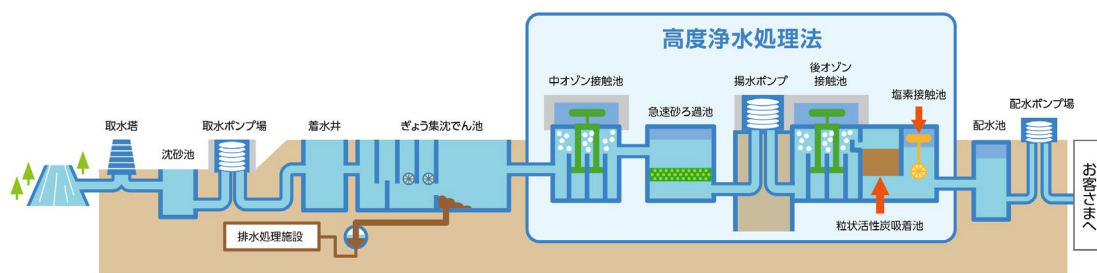 高度浄水処理法
中オゾン接触池
急速砂ろ過池
揚水ポンプ
後オゾン
接触池
塩素接触池
粒状活性炭吸着池
取水塔
沈砂池
取水ポンプ場
着水井
ぎょう集沈でん池
排水処理施設
配水池
配水ポンプ場
お客さまへ